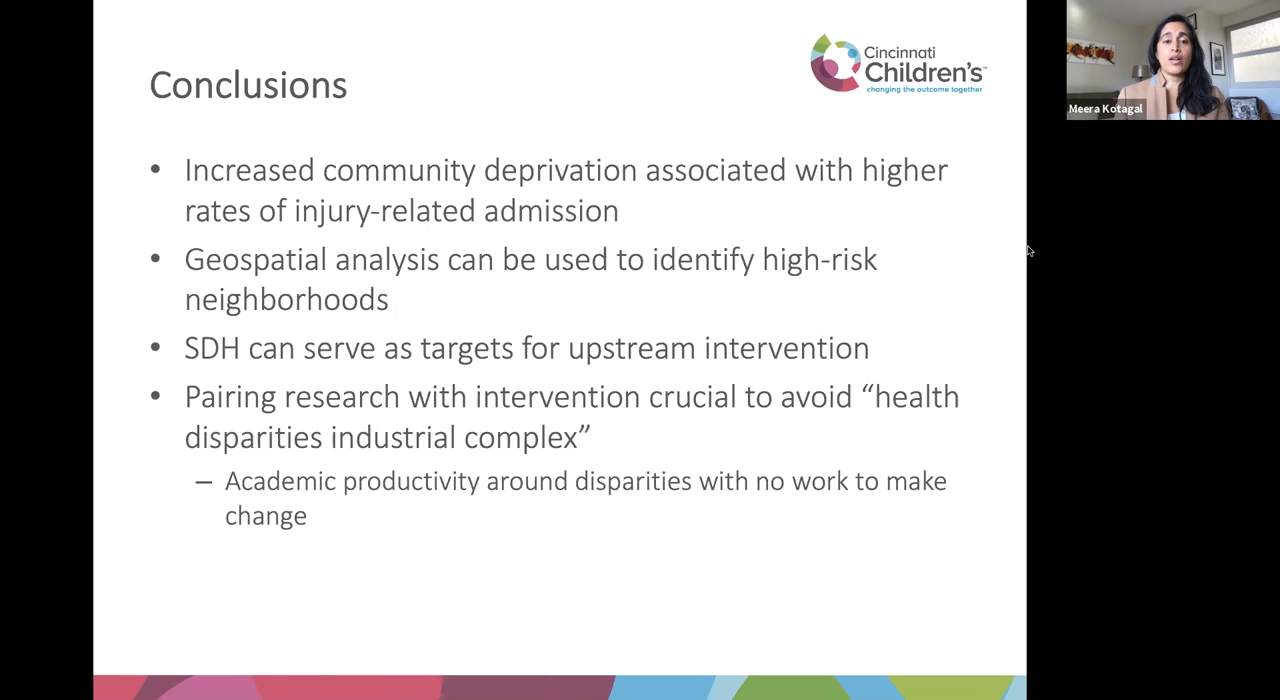 Conclusions
Cincinnati
Children's™
changing the outcome together
Meera Kotagal
• Increased community deprivation associated with higher
rates of injury-related admission
• Geospatial analysis can be used to identify high-risk
neighborhoods
• SDH can serve as targets for upstream intervention
• Pairing research with intervention crucial to avoid “health
disparities industrial complex”
– Academic productivity around disparities with no work to make
change